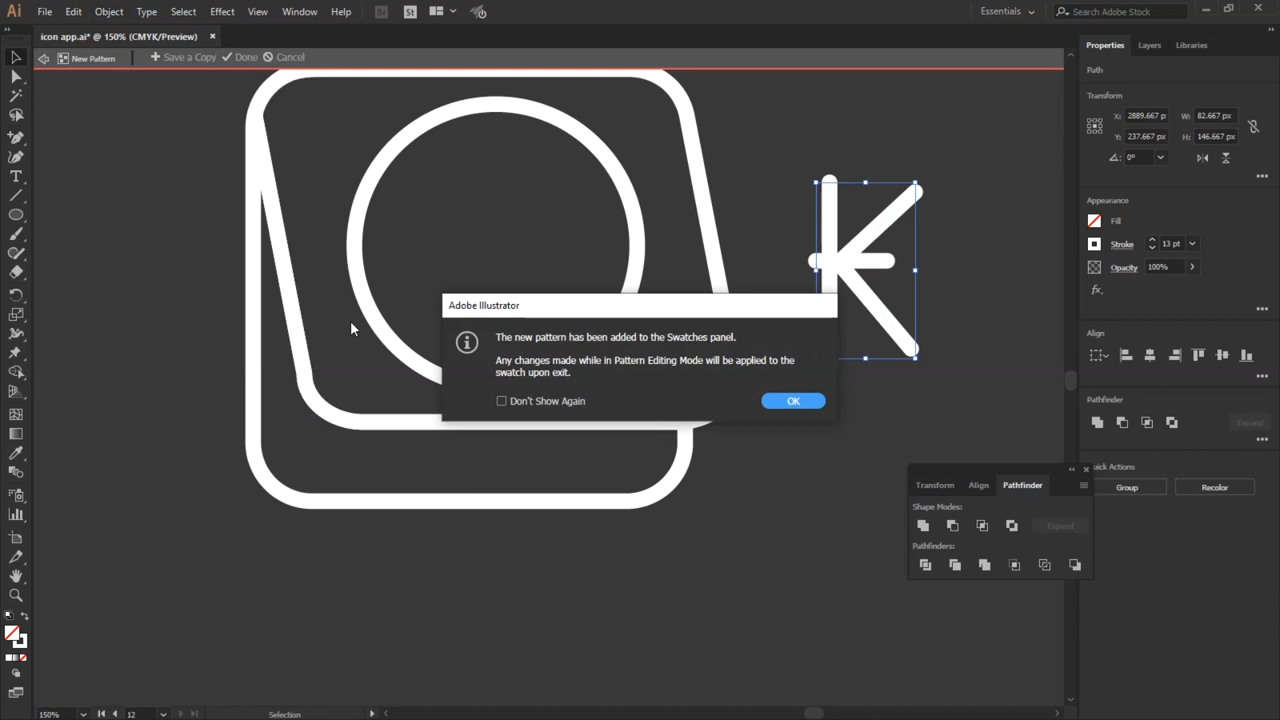 Ai File Edit Object Type Select Effect View Window Help Br St Essentials Search Adobe Stock
icon app.ai* @ 150% (CMYK/Preview)
New Pattern Save a Copy Done Cancel
Properties Layers Libraries
Path
Transform
X: 2889.667 p W: 82.667 px
Y: 237.667 px H: 146.667 px
0°
Appearance
Fill
Stroke 13 pt
Opacity 100%
fx.
Align
Pathfinder
Expand
Quick Actions
Group Recolor
K
Adobe Illustrator
The new pattern has been added to the Swatches panel.
Any changes made while in Pattern Editing Mode will be applied to the
swatch upon exit.
Don't Show Again OK
Transform Align Pathfinder
Shape Modes:
Expand
Pathfinders:
150% 12 Selection